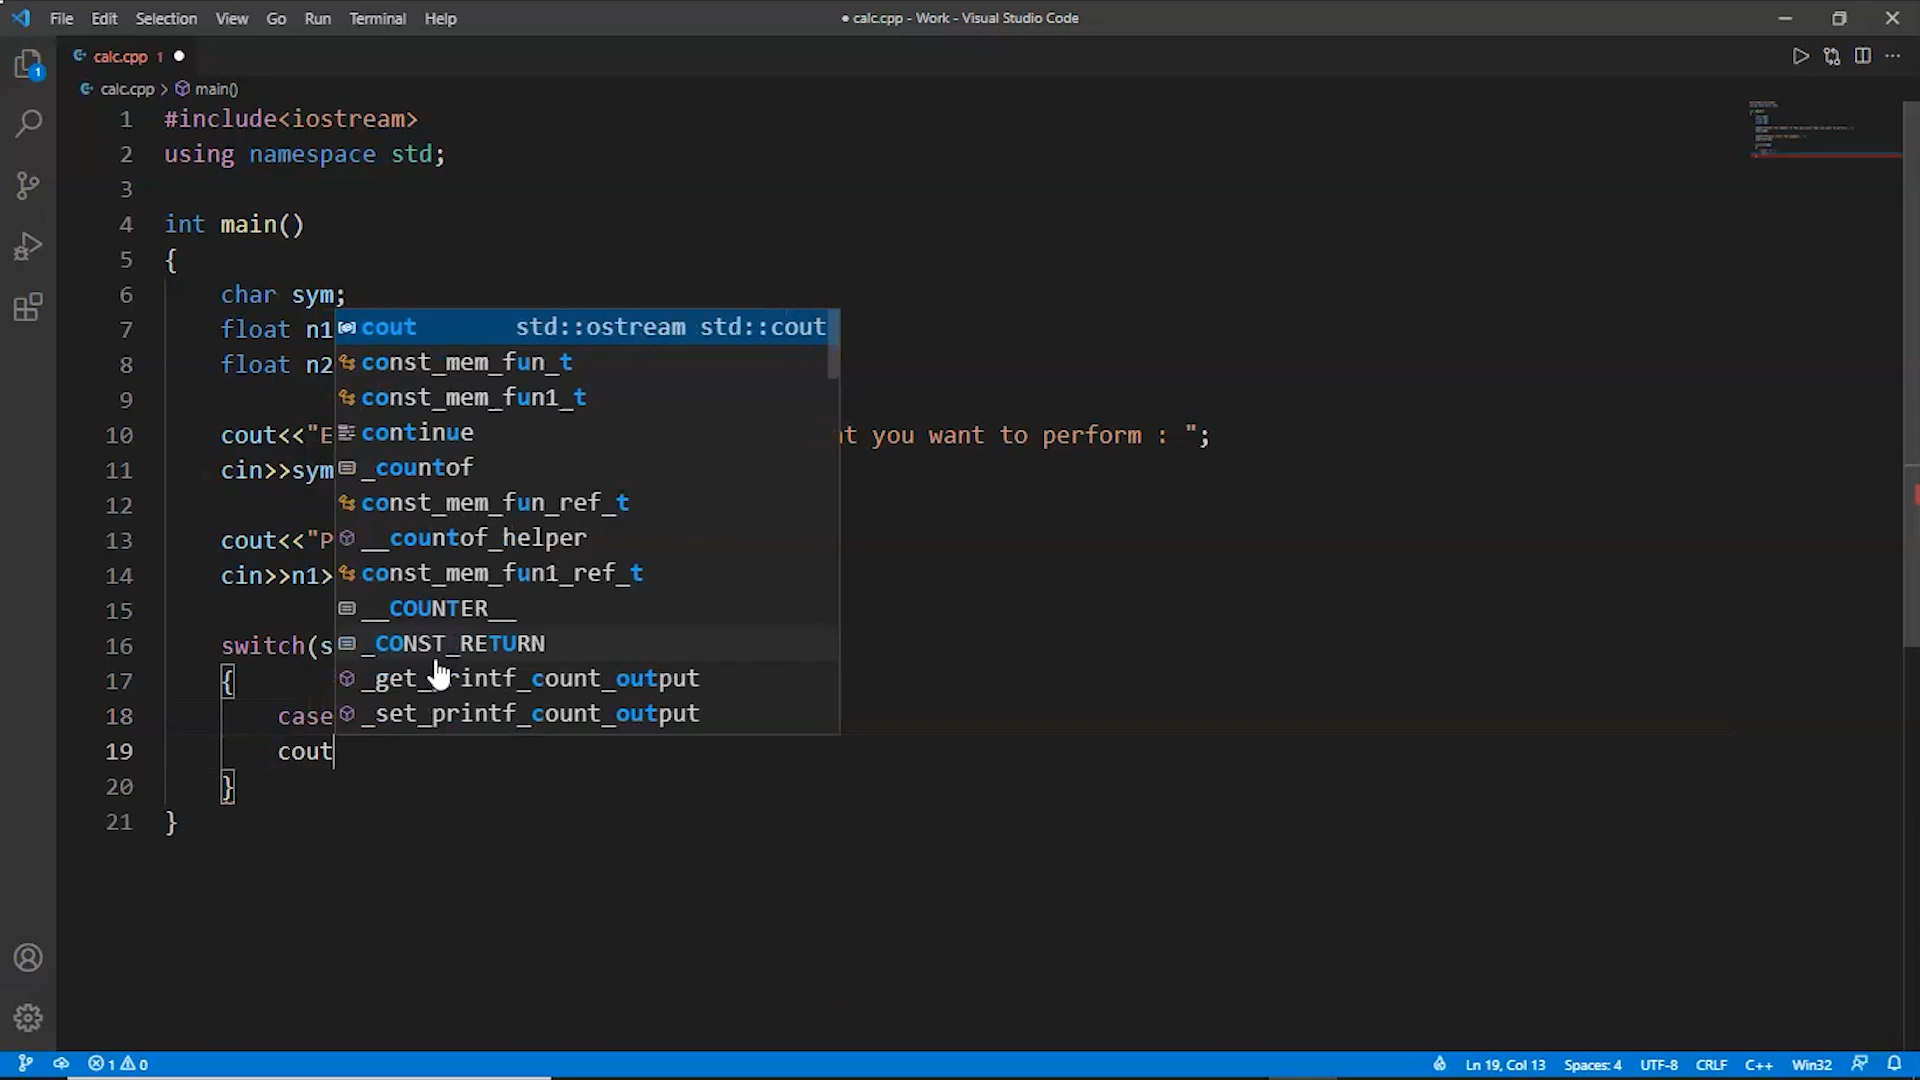 File Edit Selection View Go Run Terminal Help
● calc.cpp - Work - Visual Studio Code
1
calc.cpp 1 ●
calc.cpp > main()
1 #include<iostream>
2 using namespace std;
3
4 int main()
5 {
6 char sym;
7 float n1
8 float n2
9
10 cout<<"E t you want to perform : ";
11 cin>>sym
12
13 cout<<"P
14 cin>>n1>
15
16 switch(s
17 {
18 case
19 cout
20 }
21 }
cout std::ostream std::cout
const_mem_fun_t
const_mem_fun1_t
continue
_countof
const_mem_fun_ref_t
__countof_helper
const_mem_fun1_ref_t
__COUNTER__
_CONST_RETURN
_get_printf_count_output
_set_printf_count_output
1 0 Ln 19, Col 13 Spaces: 4 UTF-8 CRLF C++ Win32